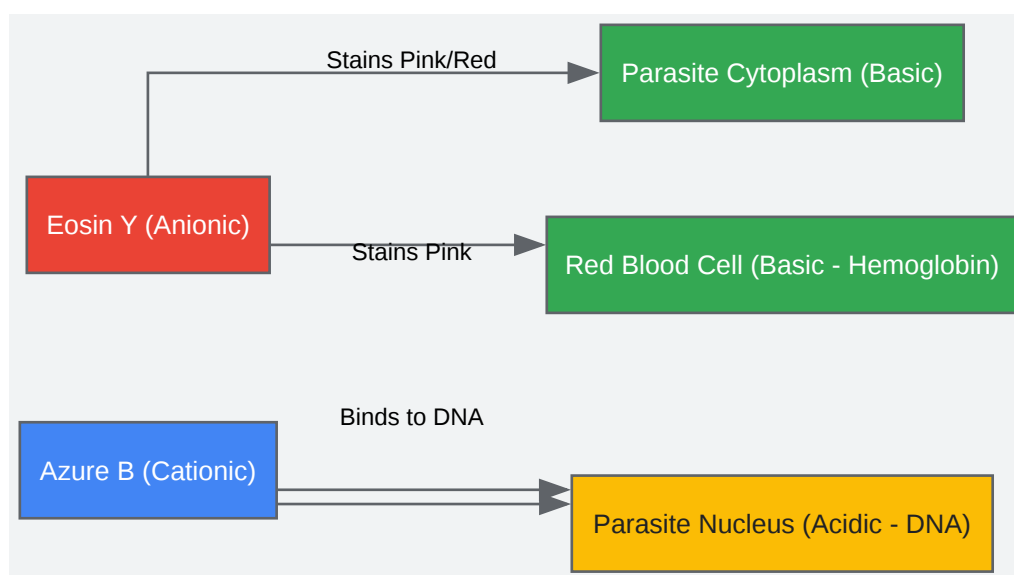 Stains Pink/Red
Parasite Cytoplasm (Basic)
Eosin Y (Anionic)
Stains Pink
Red Blood Cell (Basic - Hemoglobin)
Binds to DNA
Azure B (Cationic)
Parasite Nucleus (Acidic - DNA)